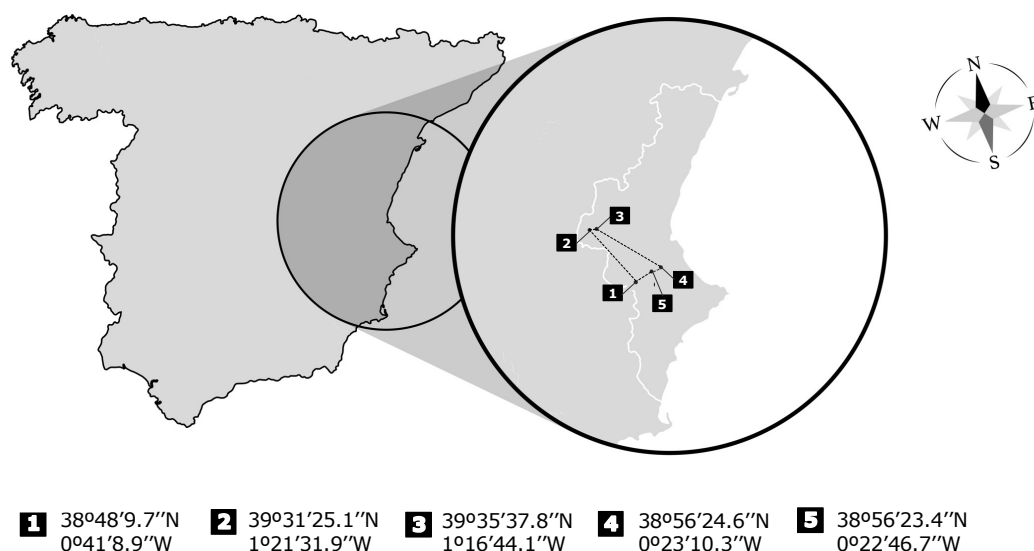 N
W
E
S
3
2
4
1
5
1 38º48’9.7’’N
0º41’8.9’’W
2 39º31’25.1’’N
1º21’31.9’’W
3 39º35’37.8’’N
1º16’44.1’’W
4 38º56’24.6’’N
0º23’10.3’’W
5 38º56’23.4’’N
0º22’46.7’’W